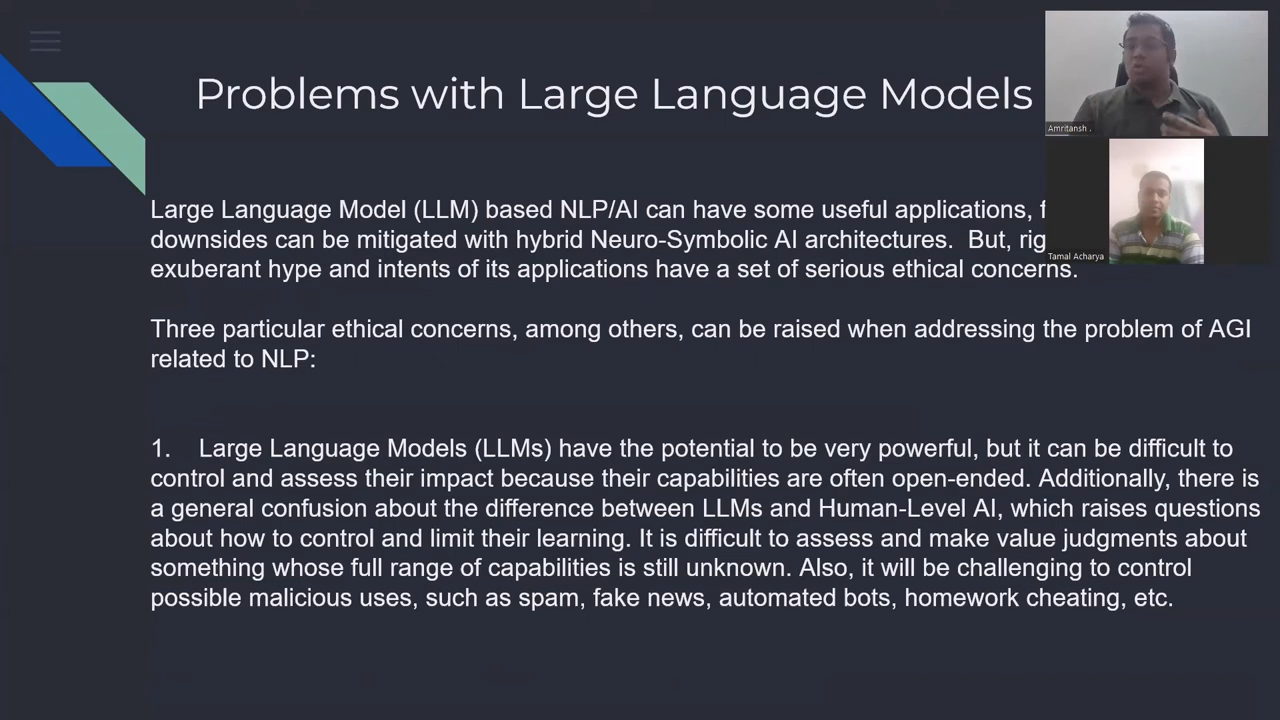 Problems with Large Language Models
Amritansh .
Large Language Model (LLM) based NLP/AI can have some useful applications,
downsides can be mitigated with hybrid Neuro-Symbolic AI architectures. But,
Tamal Acharya
exuberant hype and intents of its applications have a set of serious ethical concerns.
Three particular ethical concerns, among others, can be raised when addressing the problem of AGI
related to NLP:
1. Large Language Models (LLMs) have the potential to be very powerful, but it can be difficult to
control and assess their impact because their capabilities are often open-ended. Additionally, there is
a general confusion about the difference between LLMs and Human-Level AI, which raises questions
about how to control and limit their learning. It is difficult to assess and make value judgments about
something whose full range of capabilities is still unknown. Also, it will be challenging to control
possible malicious uses, such as spam, fake news, automated bots, homework cheating, etc.